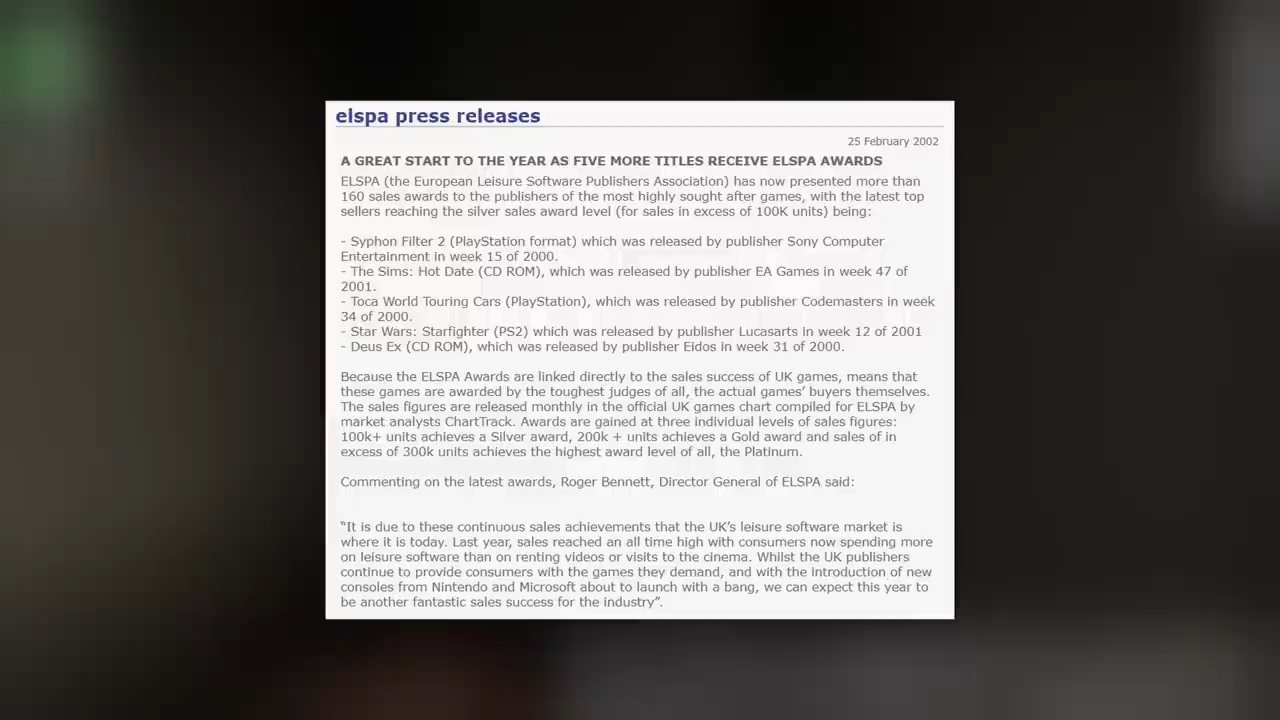 elspa press releases
25 February 2002
A GREAT START TO THE YEAR AS FIVE MORE TITLES RECEIVE ELSPA AWARDS
ELSPA (the European Leisure Software Publishers Association) has now presented more than
160 sales awards to the publishers of the most highly sought after games, with the latest top
sellers reaching the silver sales award level (for sales in excess of 100K units) being:
- Syphon Filter 2 (PlayStation format) which was released by publisher Sony Computer
Entertainment in week 15 of 2000.
- The Sims: Hot Date (CD ROM), which was released by publisher EA Games in week 47 of
2001.
- Toca World Touring Cars (PlayStation), which was released by publisher Codemasters in week
34 of 2000.
- Star Wars: Starfighter (PS2) which was released by publisher Lucasarts in week 12 of 2001
- Deus Ex (CD ROM), which was released by publisher Eidos in week 31 of 2000.
Because the ELSPA Awards are linked directly to the sales success of UK games, means that
these games are awarded by the toughest judges of all, the actual games’ buyers themselves.
The sales figures are released monthly in the official UK games chart compiled for ELSPA by
market analysts ChartTrack. Awards are gained at three individual levels of sales figures:
100k+ units achieves a Silver award, 200k + units achieves a Gold award and sales of in
excess of 300k units achieves the highest award level of all, the Platinum.
Commenting on the latest awards, Roger Bennett, Director General of ELSPA said:
“It is due to these continuous sales achievements that the UK’s leisure software market is
where it is today. Last year, sales reached an all time high with consumers now spending more
on leisure software than on renting videos or visits to the cinema. Whilst the UK publishers
continue to provide consumers with the games they demand, and with the introduction of new
consoles from Nintendo and Microsoft about to launch with a bang, we can expect this year to
be another fantastic sales success for the industry”.